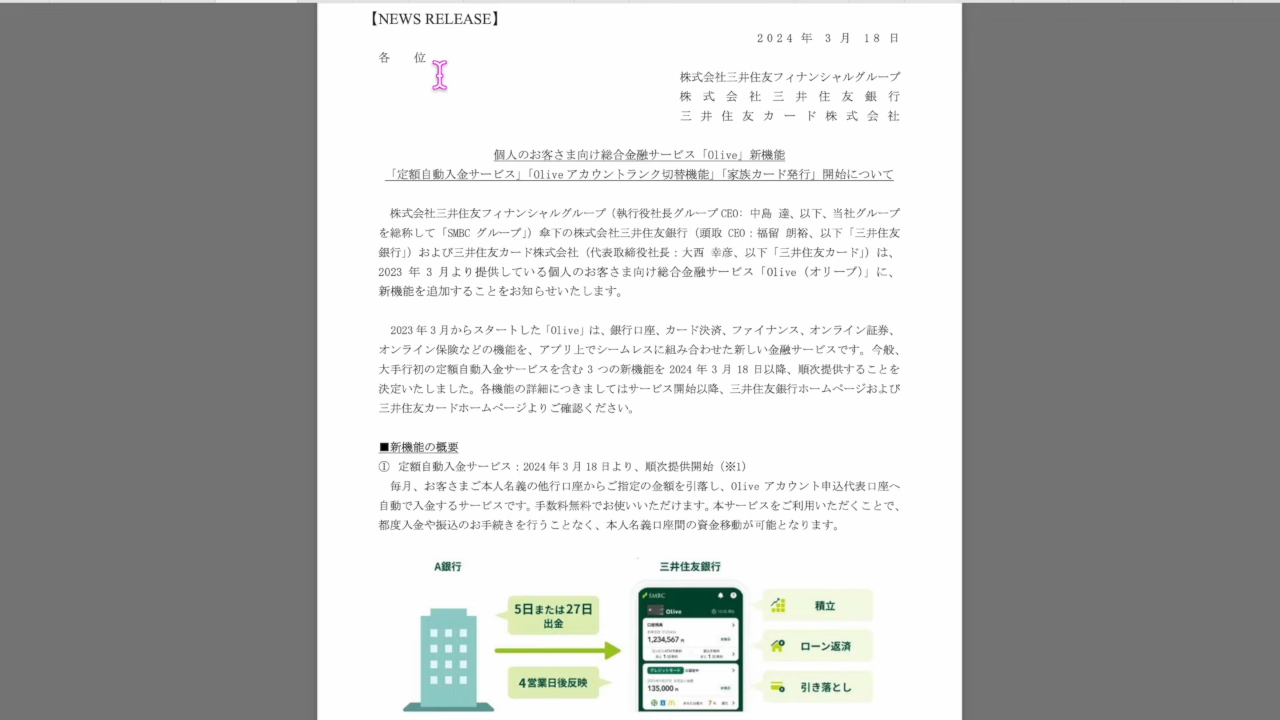 【NEWS RELEASE】
2024 年 3 月 18 日
各　位
株式会社三井住友フィナンシャルグループ
株式会社三井住友銀行
三井住友カード株式会社
個人のお客さま向け総合金融サービス「Olive」新機能
「定額自動入金サービス」「Olive アカウントランク切替機能」「家族カード発行」開始について
株式会社三井住友フィナンシャルグループ（執行役社長グループ CEO：中島 達、以下、当社グループ
を総称して「SMBC グループ」）傘下の株式会社三井住友銀行（頭取 CEO：福留 朗裕、以下「三井住友
銀行」）および三井住友カード株式会社（代表取締役社長：大西 幸彦、以下「三井住友カード」）は、
2023 年 3 月より提供している個人のお客さま向け総合金融サービス「Olive（オリーブ）」に、
新機能を追加することをお知らせいたします。
2023 年 3 月からスタートした「Olive」は、銀行口座、カード決済、ファイナンス、オンライン証券、
オンライン保険などの機能を、アプリ上でシームレスに組み合わせた新しい金融サービスです。今般、
大手行初の定額自動入金サービスを含む 3 つの新機能を 2024 年 3 月 18 日以降、順次提供することを
決定いたしました。各機能の詳細につきましてはサービス開始以降、三井住友銀行ホームページおよび
三井住友カードホームページよりご確認ください。
■新機能の概要
① 定額自動入金サービス：2024 年 3 月 18 日より、順次提供開始（※1）
毎月、お客さまご本人名義の他行口座からご指定の金額を引落し、Olive アカウント申込代表口座へ
自動で入金するサービスです。手数料無料でお使いいただけます。本サービスをご利用いただくことで、
都度入金や振込のお手続きを行うことなく、本人名義口座間の資金移動が可能となります。
A銀行
三井住友銀行
5日または27日
出金
4営業日後反映
SMBC
Olive
1,234,567 円
クレジットモード
135,000 円
積立
ローン返済
引き落とし